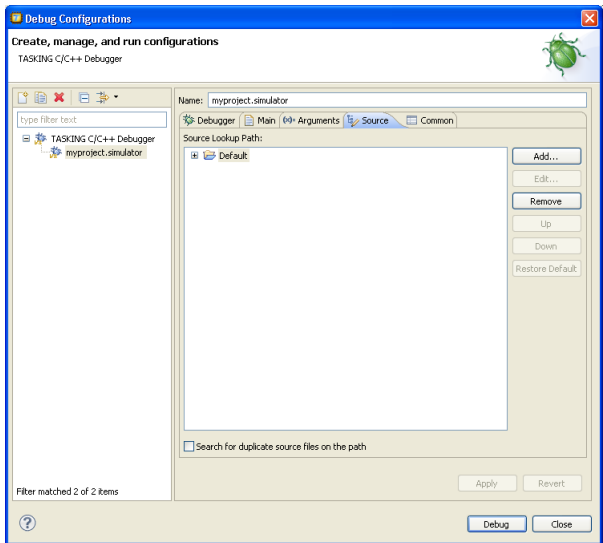 Debug Configurations
Create, manage, and run configurations
TASKING C/C++ Debugger
type filter text
TASKING C/C++ Debugger
myproject.simulator
Filter matched 2 of 2 items
Name: myproject.simulator
Debugger Main Arguments Source Common
Source Lookup Path:
Default
Add...
Edit...
Remove
Up
Down
Restore Default
Search for duplicate source files on the path
Apply Revert
Debug Close